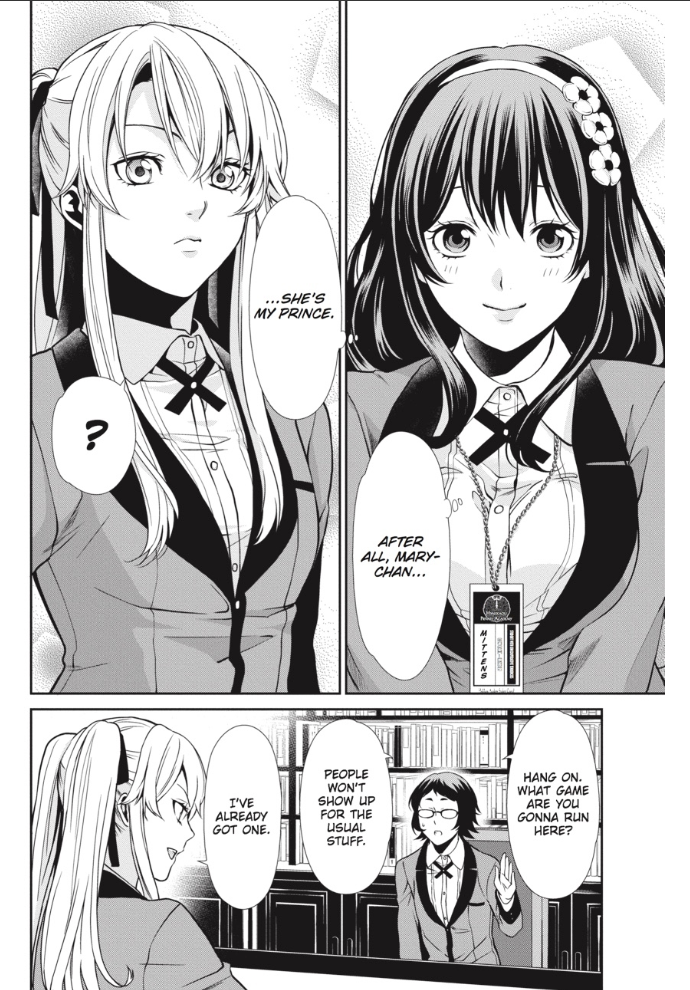 AFTER
ALL, MARY-
CHAN...
...SHE'S
MY PRINCE.
?
MITTENS
HANG ON.
WHAT GAME
ARE YOU
GONNA RUN
HERE?
PEOPLE
WON'T
SHOW UP
FOR THE
USUAL
STUFF.
I'VE
ALREADY
GOT ONE.